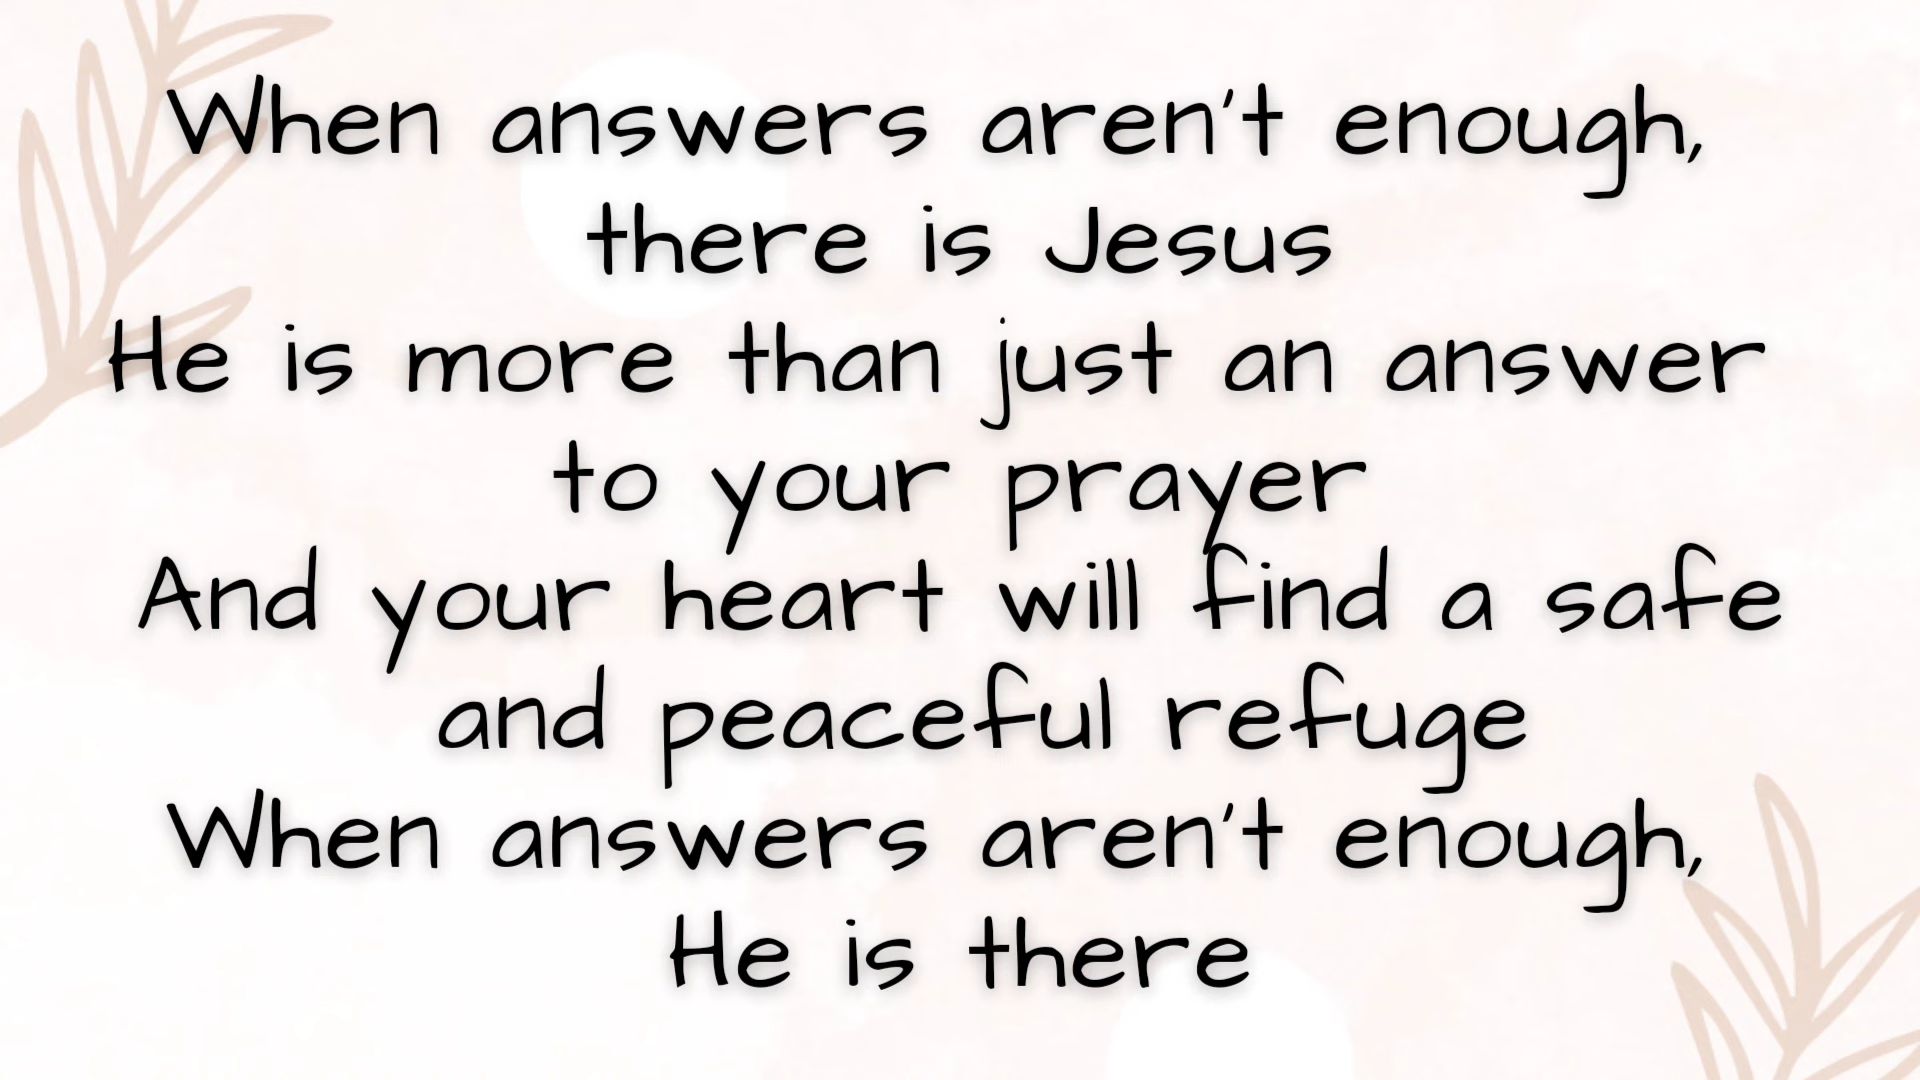 When answers aren't enough,
there is Jesus
He is more than just an answer
to your prayer
And your heart will find a safe
and peaceful refuge
When answers aren't enough,
He is there